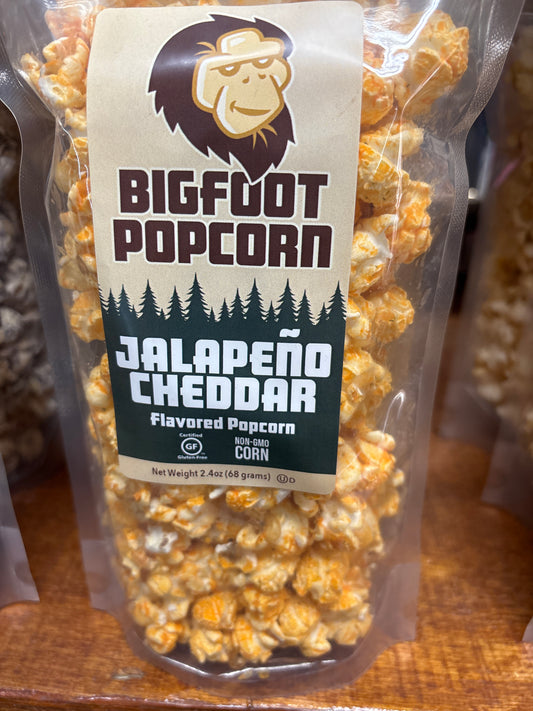 BIGFOOT
POPCORN
JALAPEÑO
CHEDDAR
Flavored Popcorn
Certified
GF
Gluten-Free
NON-GMO
CORN
Net Weight 2.4oz (68 grams) Ⓤ D